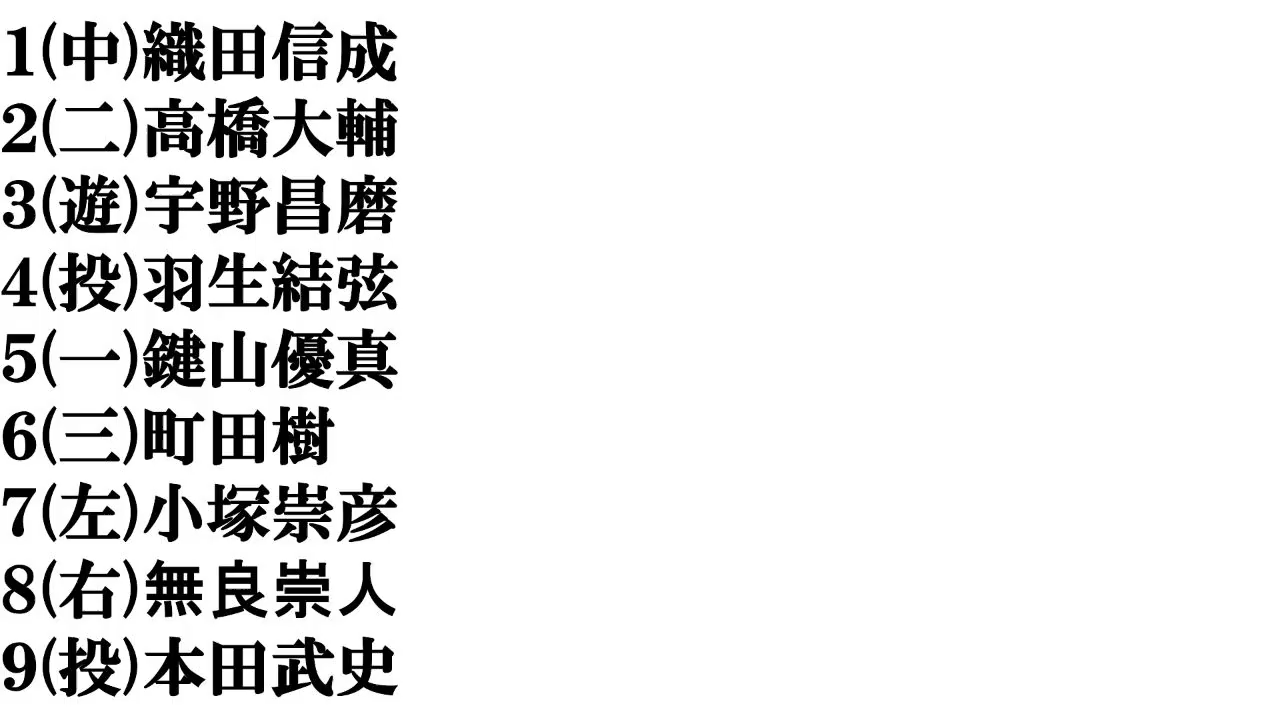 1(中)織田信成
2(二)高橋大輔
3(遊)宇野昌磨
4(投)羽生結弦
5(一)鍵山優真
6(三)町田樹
7(左)小塚崇彦
8(右)無良崇人
9(投)本田武史